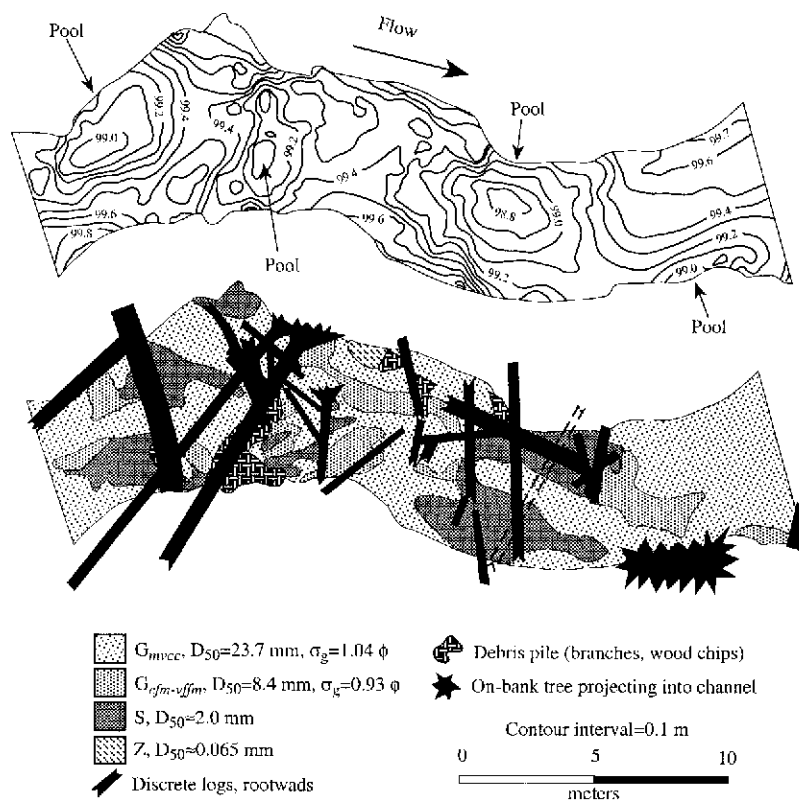 Pool
Flow
Pool
99.2
99.4
99.0
99.4
99.2
99.7
99.6
99.4
98.8
99.0
99.6
99.6
99.4
99.8
99.2
99.2
99.0
Pool
Pool
Gmvcc, D50=23.7 mm, σg=1.04 ϕ
Gcfm-vffm, D50=8.4 mm, σg=0.93 ϕ
S, D50≈2.0 mm
Z, D50≈0.065 mm
Discrete logs, rootwads
Debris pile (branches, wood chips)
On-bank tree projecting into channel
Contour interval=0.1 m
0 5 10
meters